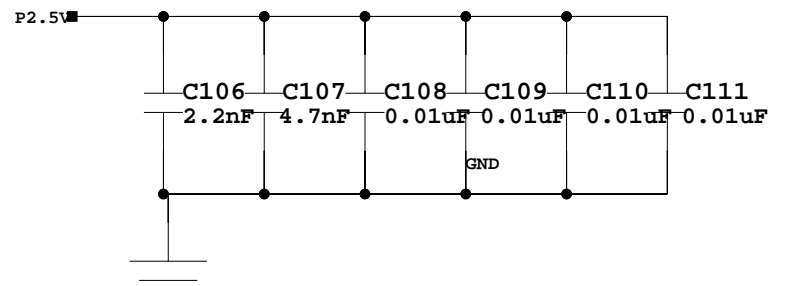 P2.5V
C106 C107 C108 C109 C110 C111
2.2nF 4.7nF 0.01uF 0.01uF 0.01uF 0.01uF
GND